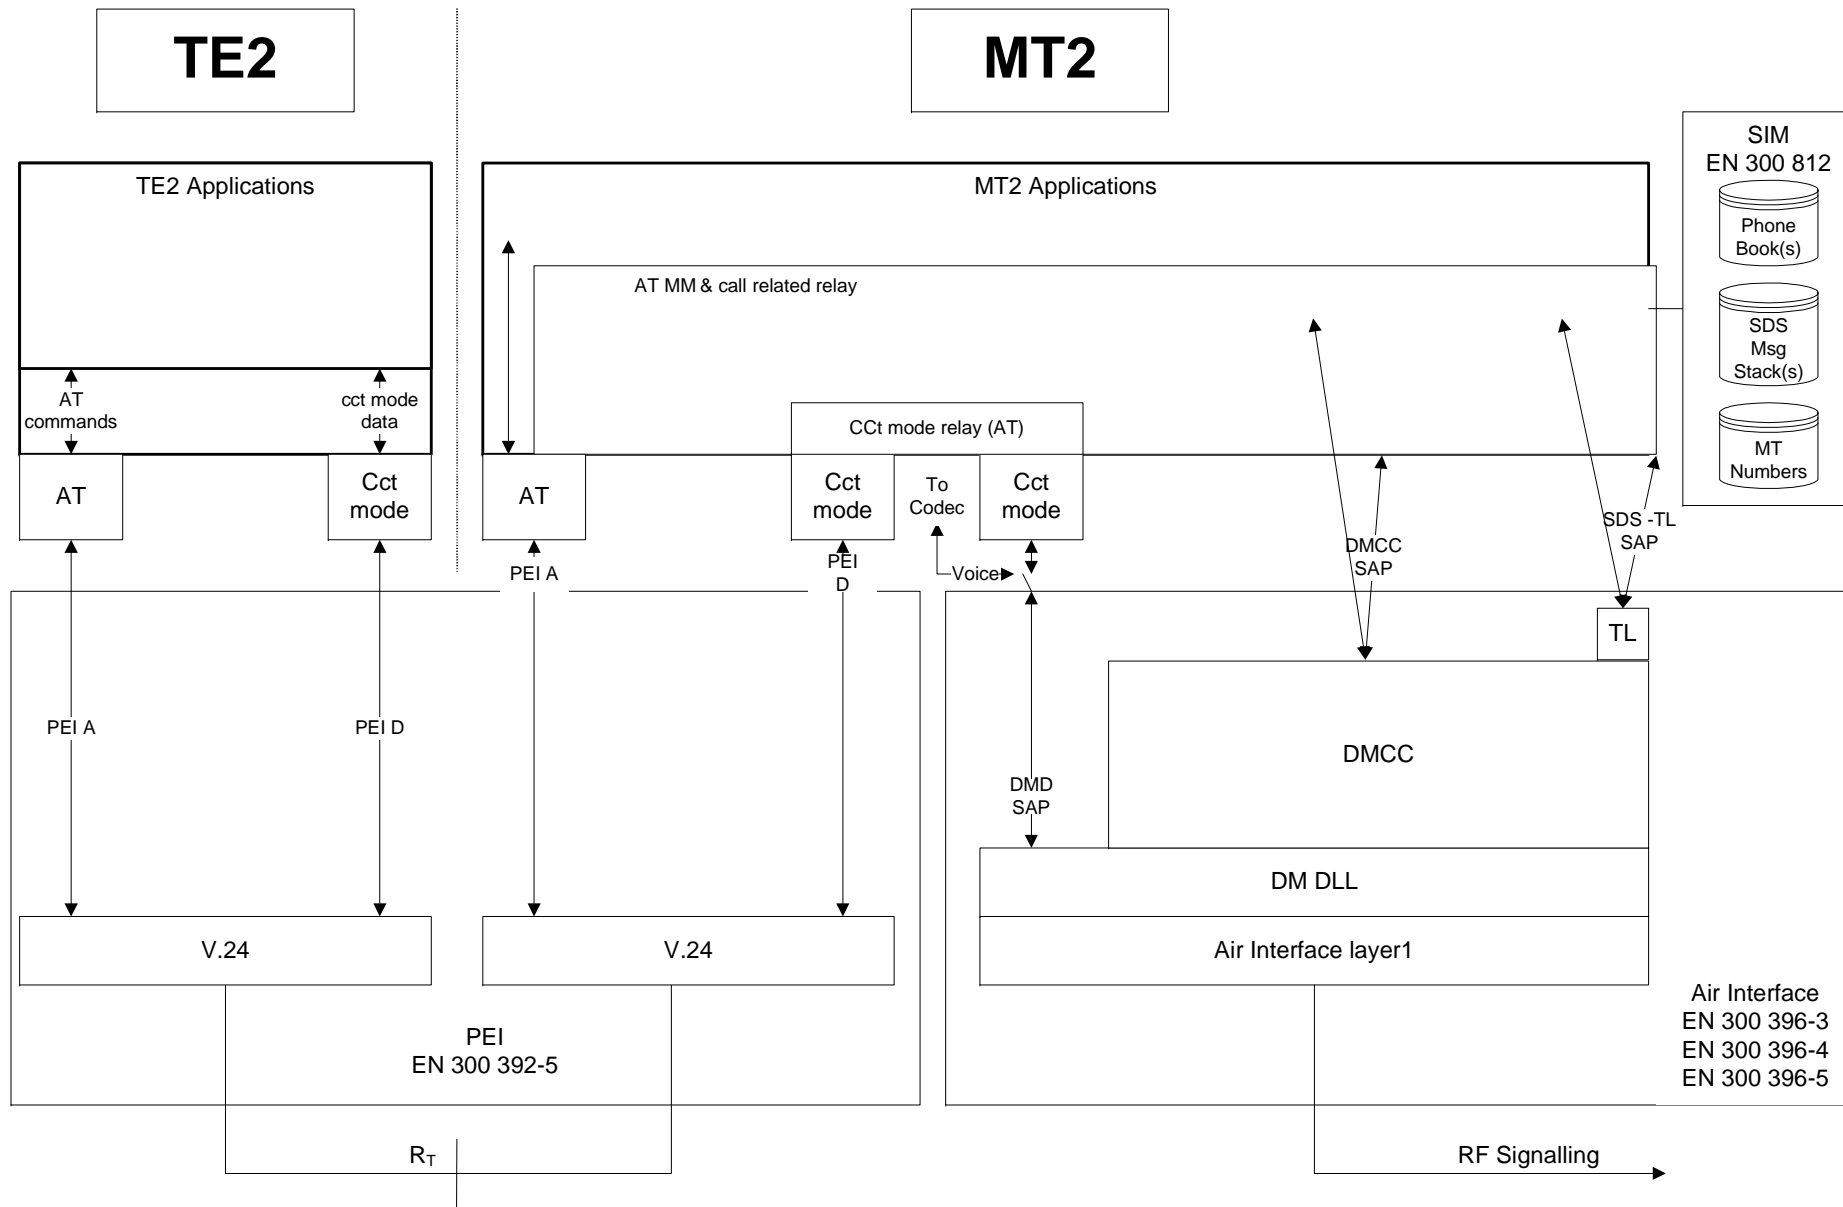 TE2
MT2
SIM
EN 300 812
Phone
Book(s)
SDS
Msg
Stack(s)
MT
Numbers
TE2 Applications
MT2 Applications
AT MM & call related relay
AT
commands
cct mode
data
CCt mode relay (AT)
AT
Cct
mode
AT
Cct
mode
To
Codec
Cct
mode
PEI A
PEI
D
Voice
DMCC
SAP
SDS -TL
SAP
TL
PEI A
PEI D
DMD
SAP
DMCC
DM DLL
V.24
V.24
Air Interface layer1
PEI
EN 300 392-5
Air Interface
EN 300 396-3
EN 300 396-4
EN 300 396-5
RT
RF Signalling